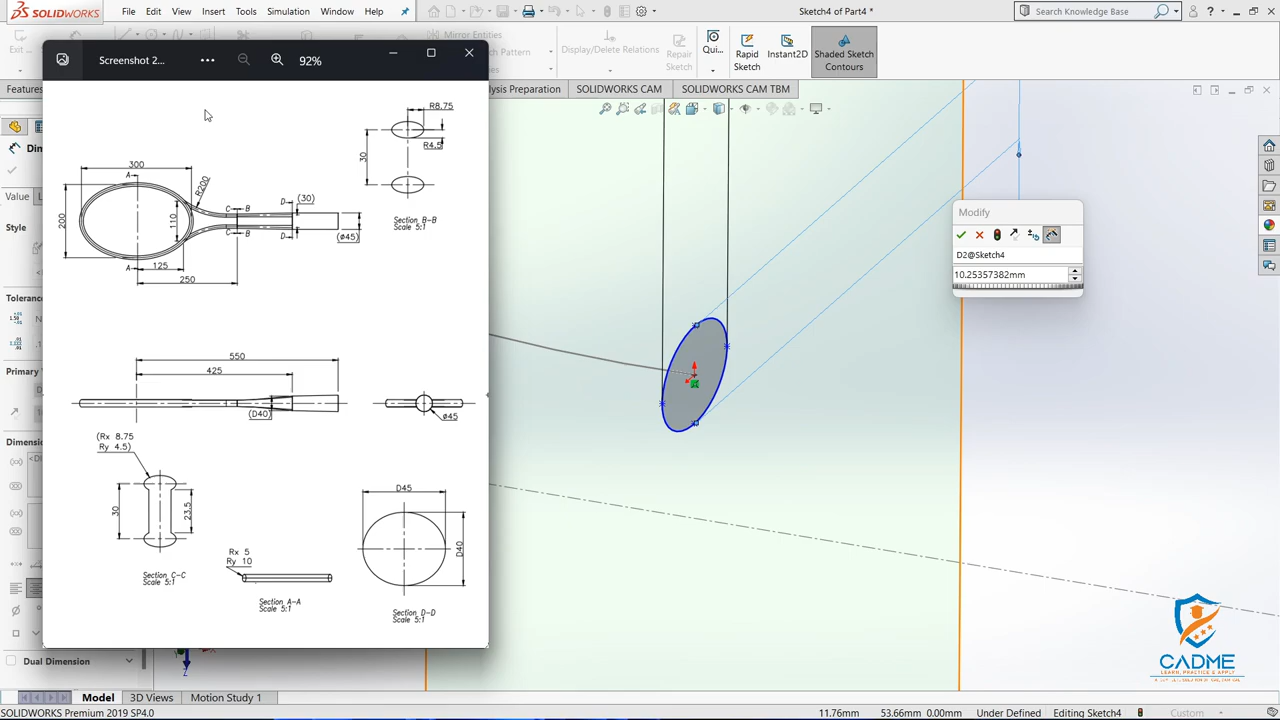 SOLIDWORKS
File Edit View Insert Tools Simulation Window Help
Sketch4 of Part4 *
Search Knowledge Base
Exit ...
Mirror Entities
Display/Delete Relations
Repair Sketch
Qui...
Rapid Sketch
Instant2D
Shaded Sketch Contours
Features
SOLIDWORKS CAM
SOLIDWORKS CAM TBM
Screenshot 2...
92%
Value
Style
Tolerance
Primary
Dimension
Dual Dimension
R8.75
R4.5
30
Section B-B
Scale 5:1
300
A
R200
C B
D
(30)
200
110
(ø45)
C B
D
A
125
250
550
425
(D40)
ø45
(Rx 8.75
Ry 4.5)
30
23.5
Section C-C
Scale 5:1
Rx 5
Ry 10
Section A-A
Scale 5:1
D45
D40
Section D-D
Scale 5:1
Modify
D2@Sketch4
10.25357382mm
CADME
Z
Model 3D Views Motion Study 1
SOLIDWORKS Premium 2019 SP4.0
11.76mm 53.66mm 0.00mm Under Defined Editing Sketch4
Custom